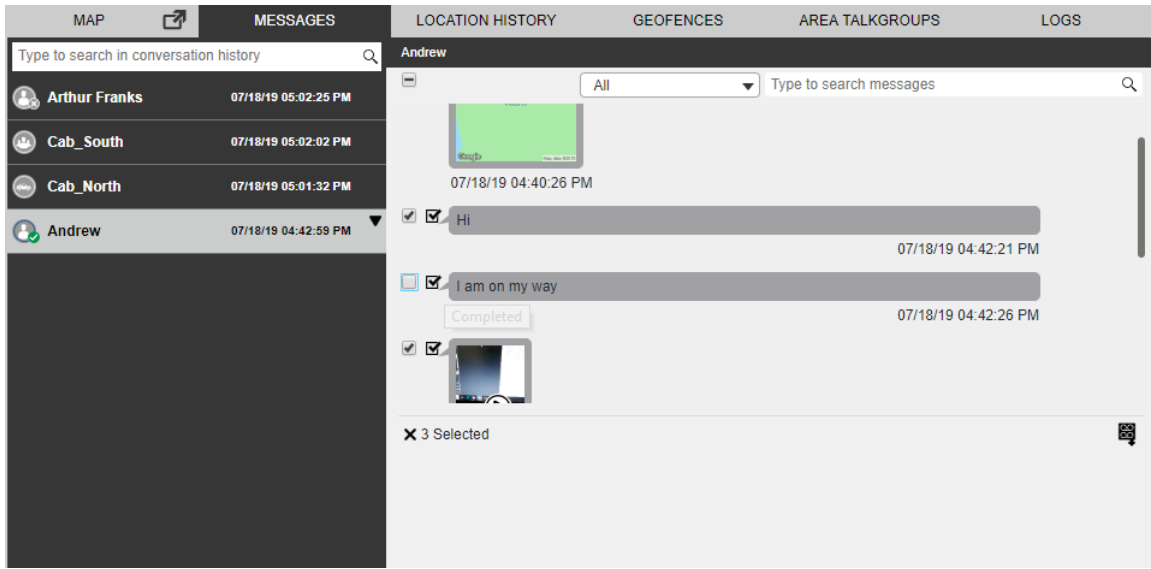 MAP
MESSAGES
LOCATION HISTORY
GEOFENCES
AREA TALKGROUPS
LOGS
Type to search in conversation history
Arthur Franks 07/18/19 05:02:25 PM
Cab_South 07/18/19 05:02:02 PM
Cab_North 07/18/19 05:01:32 PM
Andrew 07/18/19 04:42:59 PM
Andrew
All
Type to search messages
Google
07/18/19 04:40:26 PM
Hi
07/18/19 04:42:21 PM
I am on my way
Completed
07/18/19 04:42:26 PM
3 Selected